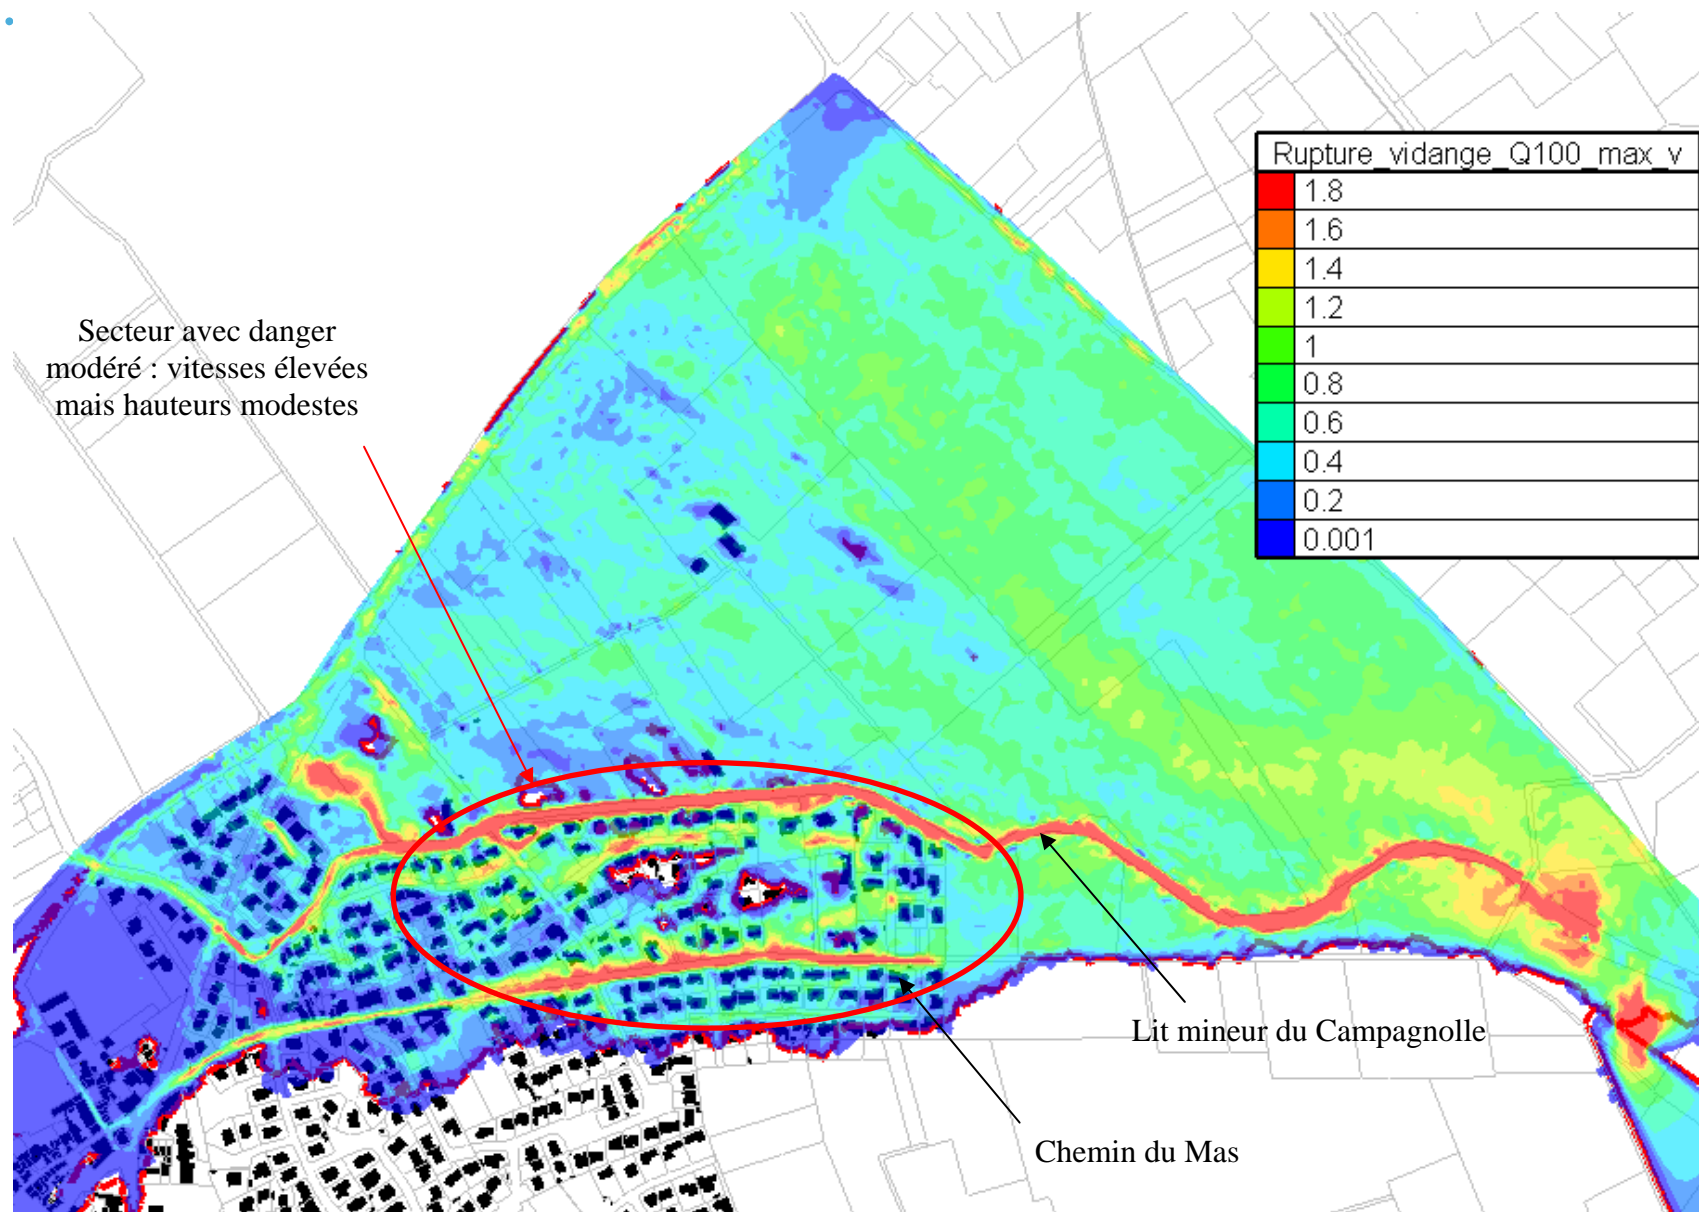 Rupture_vidange_Q100_max_v
1.8
1.6
1.4
1.2
1
0.8
0.6
0.4
0.2
0.001
Secteur avec danger
modéré : vitesses élevées
mais hauteurs modestes
Lit mineur du Campagnolle
Chemin du Mas